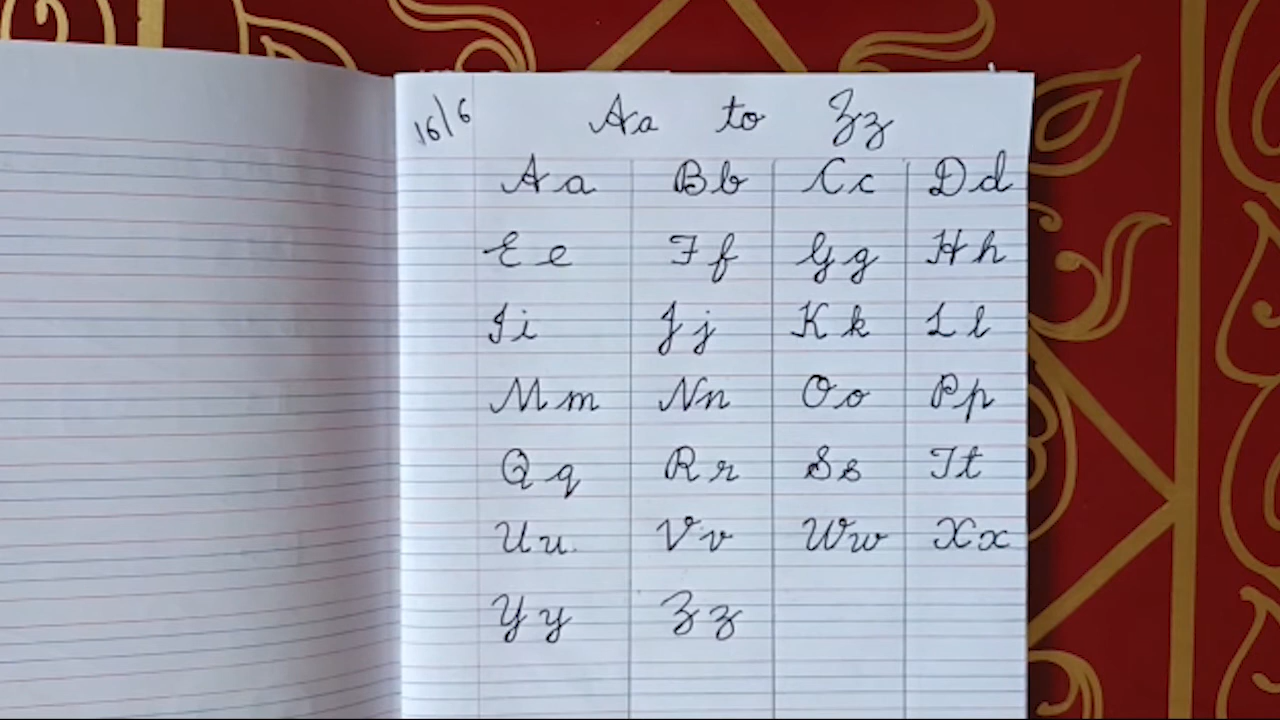 16/6 Aa to Zz
Aa Bb Cc Dd
Ee Ff Gg Hh
Ii Jj Kk Ll
Mm Nn Oo Pp
Qq Rr Ss Tt
Uu Vv Ww Xx
Yy Zz